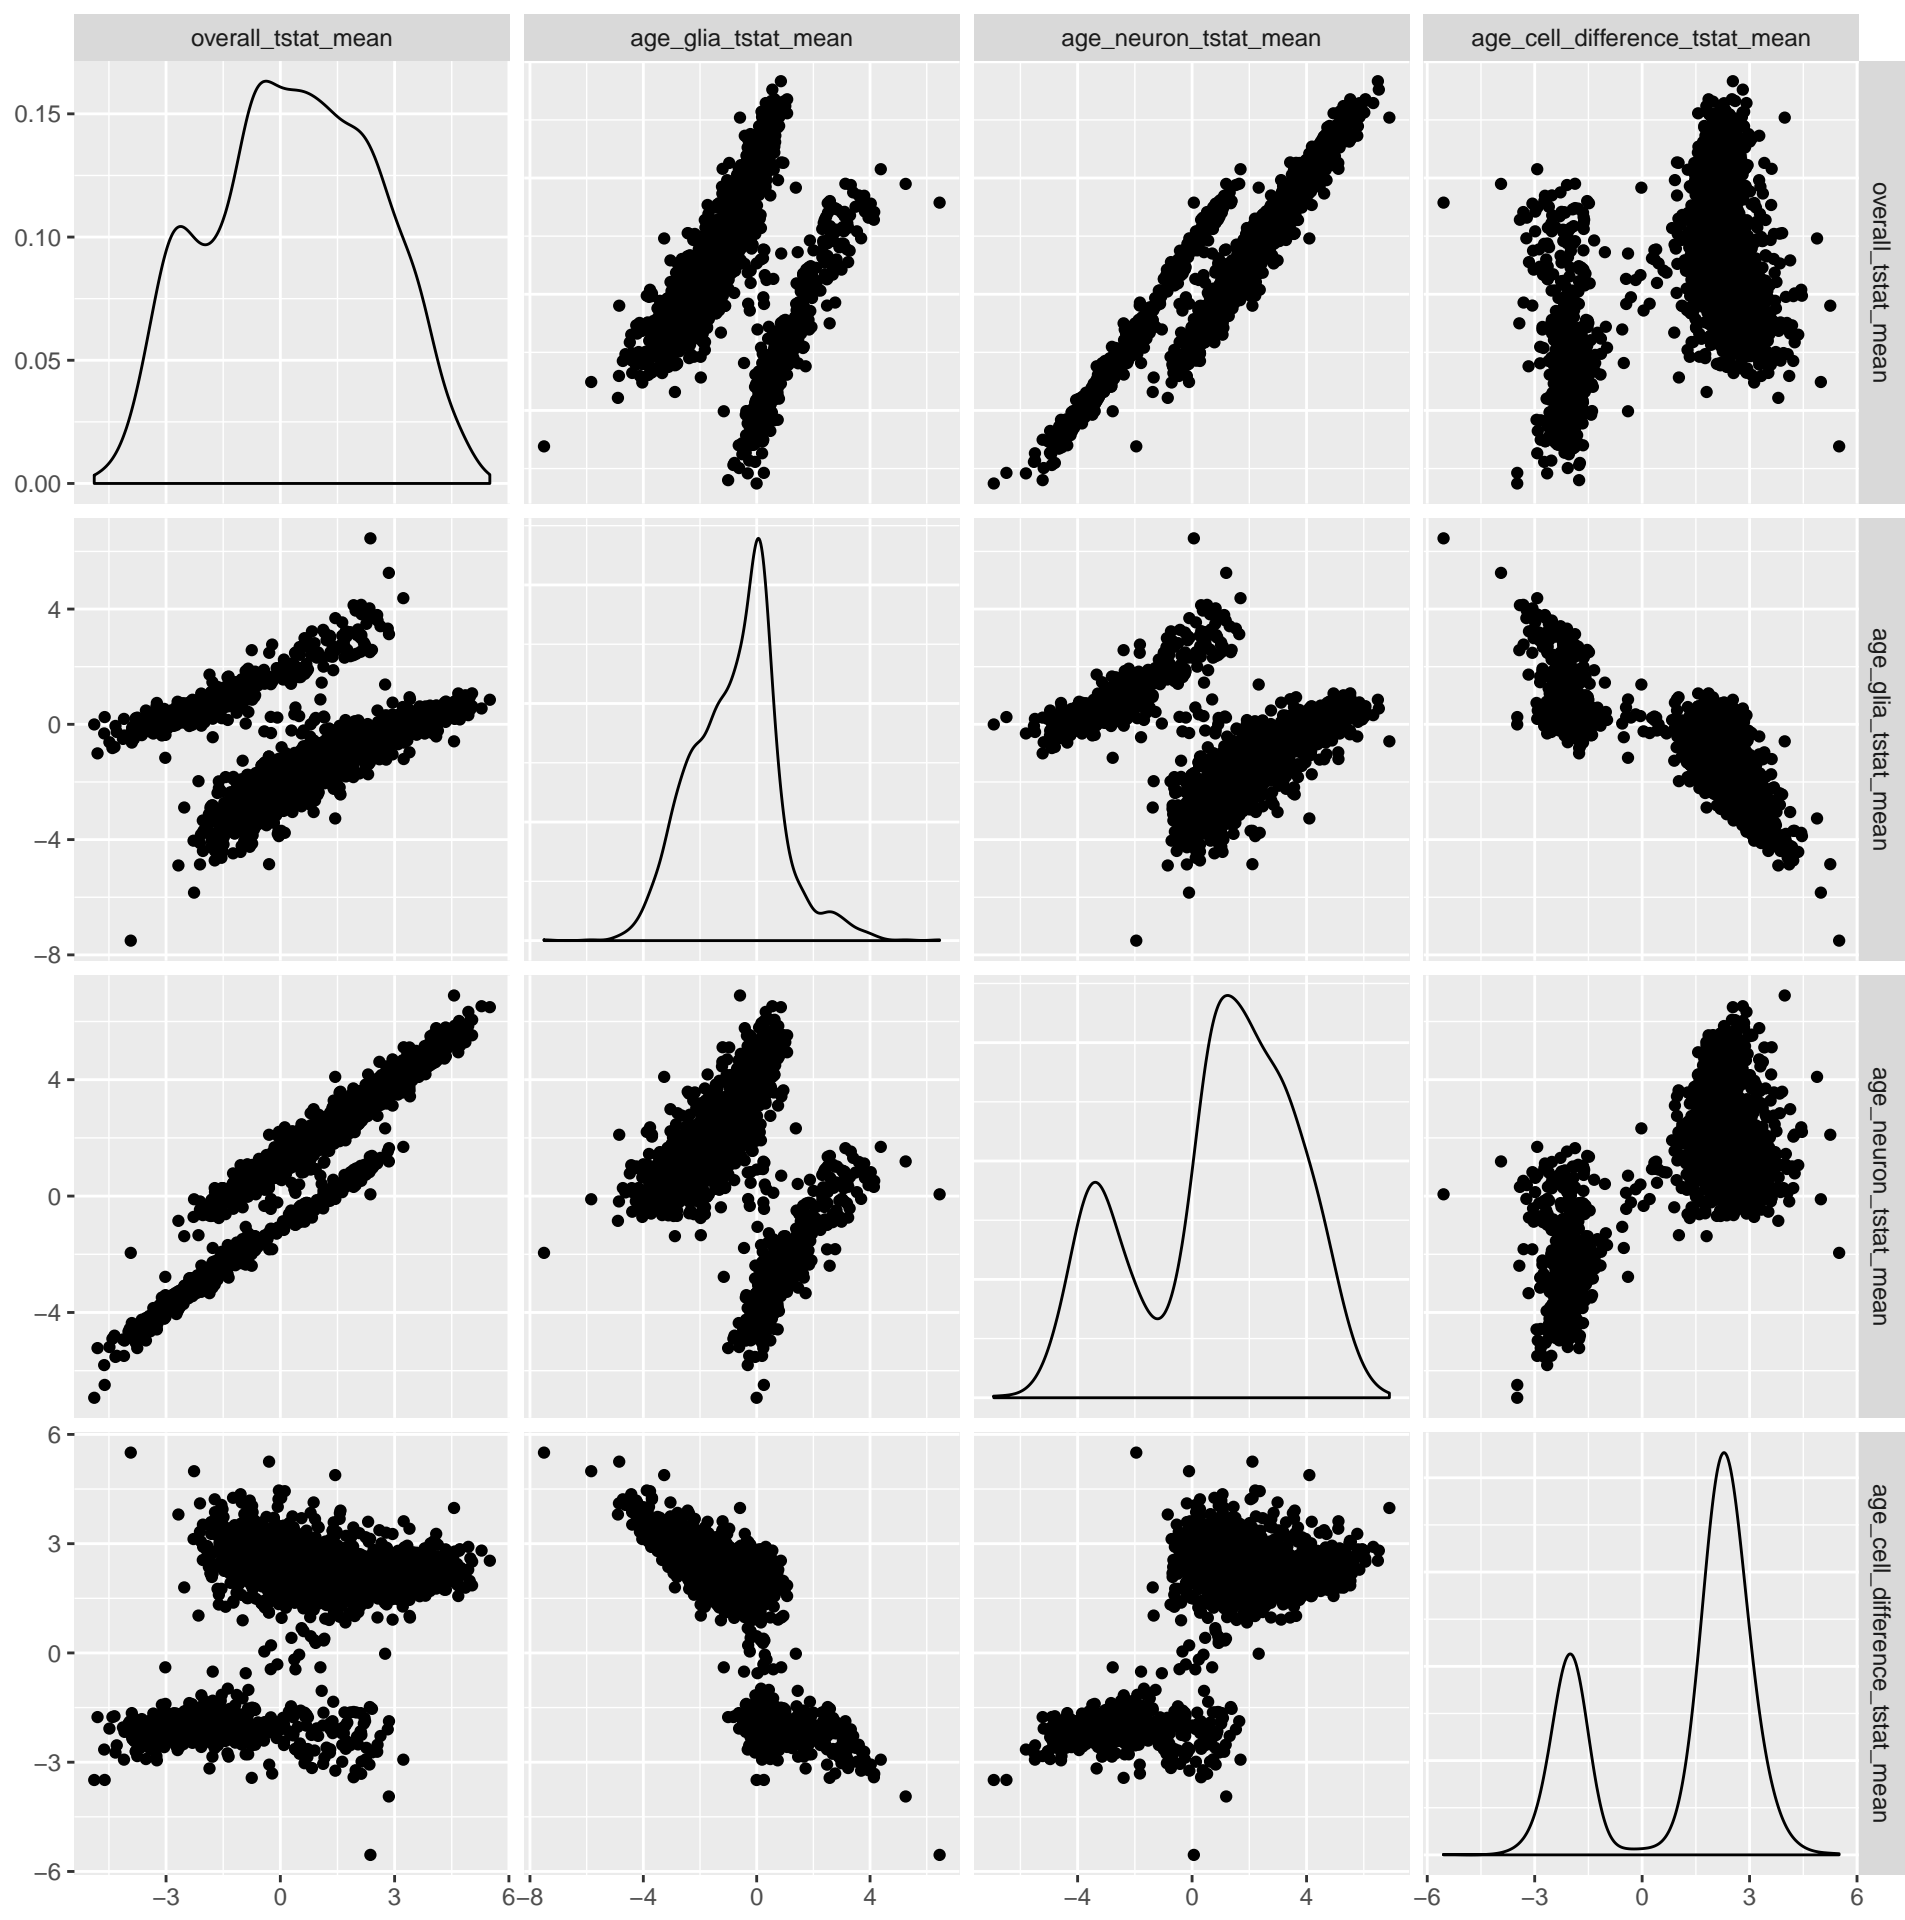 overall_tstat_mean
age_glia_tstat_mean
age_neuron_tstat_mean
age_cell_difference_tstat_mean
0.15
0.10
0.05
0.00
overall_tstat_mean
4
0
−4
−8
age_glia_tstat_mean
4
0
−4
age_neuron_tstat_mean
6
3
0
−3
−6
age_cell_difference_tstat_mean
−3 0 3 6
−8 −4 0 4
−4 0 4
−6 −3 0 3 6